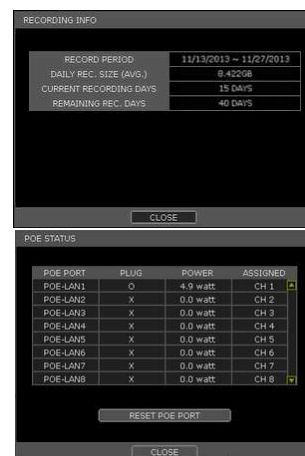 RECORDING INFO
RECORD PERIOD 11/13/2013 ~ 11/27/2013
DAILY REC. SIZE (AVG.) 8.422GB
CURRENT RECORDING DAYS 15 DAYS
REMAINING REC. DAYS 40 DAYS
CLOSE
POE STATUS
POE PORT PLUG POWER ASSIGNED
POE-LAN1 O 4.9 watt CH 1
POE-LAN2 X 0.0 watt CH 2
POE-LAN3 X 0.0 watt CH 3
POE-LAN4 X 0.0 watt CH 4
POE-LAN5 X 0.0 watt CH 5
POE-LAN6 X 0.0 watt CH 6
POE-LAN7 X 0.0 watt CH 7
POE-LAN8 X 0.0 watt CH 8
RESET POE PORT
CLOSE